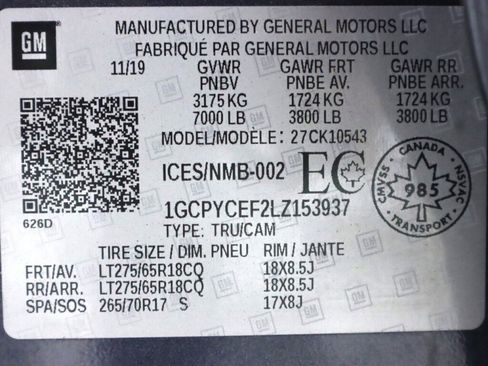 GM
MANUFACTURED BY GENERAL MOTORS LLC
FABRIQUÉ PAR GENERAL MOTORS LLC
11/19 GVWR GAWR FRT GAWR RR
PNBV PNBE AV. PNBE ARR.
3175 KG 1724 KG 1724 KG
7000 LB 3800 LB 3800 LB
MODEL/MODÈLE: 27CK10543
ICES/NMB-002 EC
CANADA
CMVSS 985 NSVAC
TRANSPORT
1GCPYCEF2LZ153937
626D
TYPE: TRU/CAM
TIRE SIZE / DIM. PNEU RIM / JANTE
FRT/AV. LT275/65R18CQ 18X8.5J
RR/ARR. LT275/65R18CQ 18X8.5J
SPA/SOS 265/70R17 S 17X8J